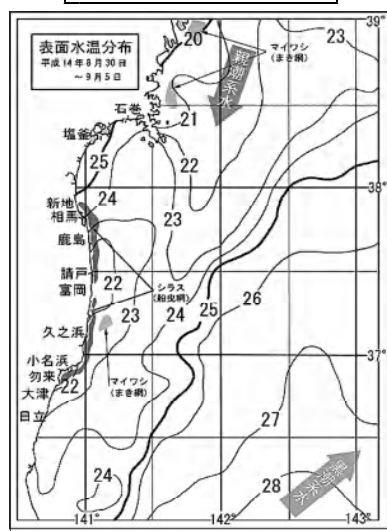 表面水温分布
平成14年8月30日
～9月5日
39°
20
マイワシ
(まき網)
23
親潮系水
石巻
21
塩釜
22
25
38°
24
新地
相馬
23
鹿島
請戸
シラス
(船曳網)
22
富岡
24
25
26
23
久之浜
37°
小名浜
勿来
22
マイワシ
(まき網)
大津
日立
27
24
28
黒潮系水
141°
142°
143°